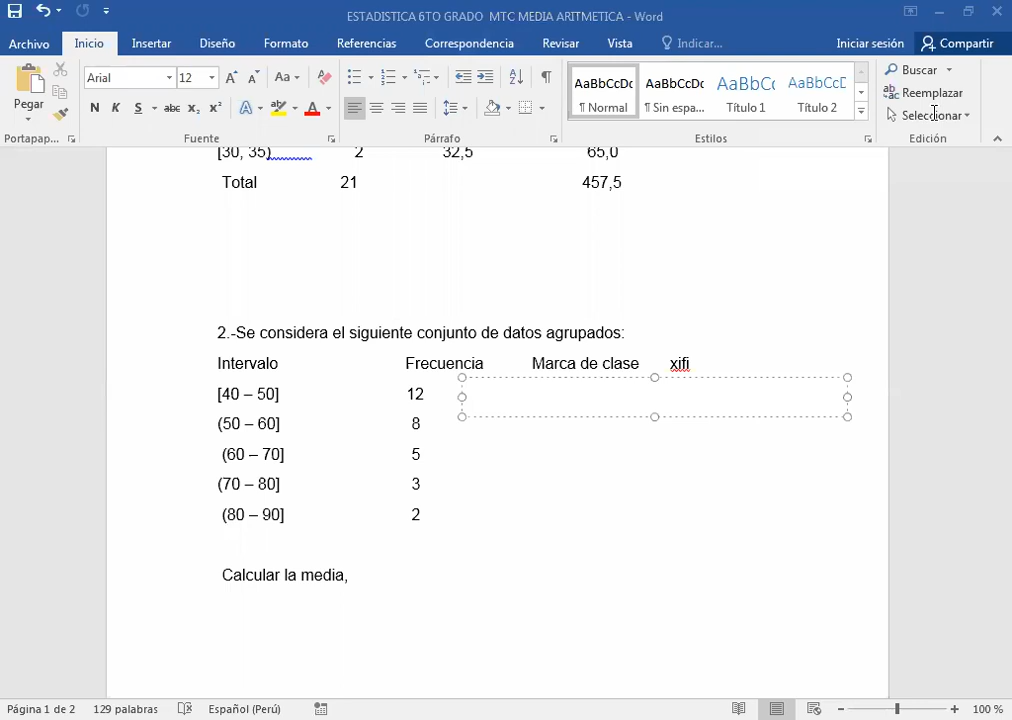 ESTADISTICA 6TO GRADO MTC MEDIA ARITMETICA - Word
Archivo Inicio Insertar Diseño Formato Referencias Correspondencia Revisar Vista Indicar... Iniciar sesión Compartir
Pegar
Arial 12
N K S abc x₂ x²
Aa
A A
AaBbCcDc AaBbCcDc AaBbCc AaBbCcD
¶ Normal ¶ Sin espa... Título 1 Título 2
Buscar
Reemplazar
Seleccionar
Portapap... Fuente Párrafo Estilos Edición
[30, 35) 2 32,5 65,0
Total 21 457,5
2.-Se considera el siguiente conjunto de datos agrupados:
Intervalo Frecuencia Marca de clase xifi
[40 – 50] 12
(50 – 60] 8
(60 – 70] 5
(70 – 80] 3
(80 – 90] 2
Calcular la media,
Página 1 de 2 129 palabras Español (Perú) 100 %